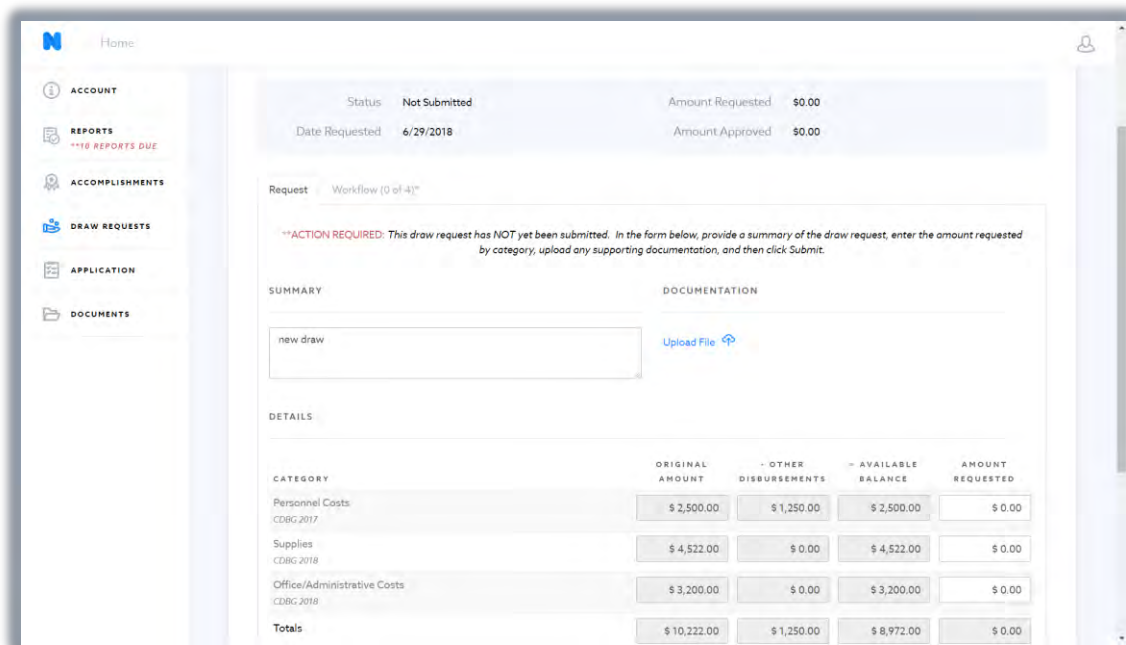 N Home
ACCOUNT
REPORTS
**10 REPORTS DUE
ACCOMPLISHMENTS
DRAW REQUESTS
APPLICATION
DOCUMENTS
Status Not Submitted Amount Requested $0.00
Date Requested 6/29/2018 Amount Approved $0.00
Request Workflow (0 of 4)*
**ACTION REQUIRED: This draw request has NOT yet been submitted. In the form below, provide a summary of the draw request, enter the amount requested
by category, upload any supporting documentation, and then click Submit.
SUMMARY DOCUMENTATION
new draw
Upload File
DETAILS
ORIGINAL - OTHER = AVAILABLE AMOUNT
CATEGORY AMOUNT DISBURSEMENTS BALANCE REQUESTED
Personnel Costs $ 2,500.00 $ 1,250.00 $ 2,500.00 $ 0.00
CDBG 2017
Supplies $ 4,522.00 $ 0.00 $ 4,522.00 $ 0.00
CDBG 2018
Office/Administrative Costs $ 3,200.00 $ 0.00 $ 3,200.00 $ 0.00
CDBG 2018
Totals $ 10,222.00 $ 1,250.00 $ 8,972.00 $ 0.00